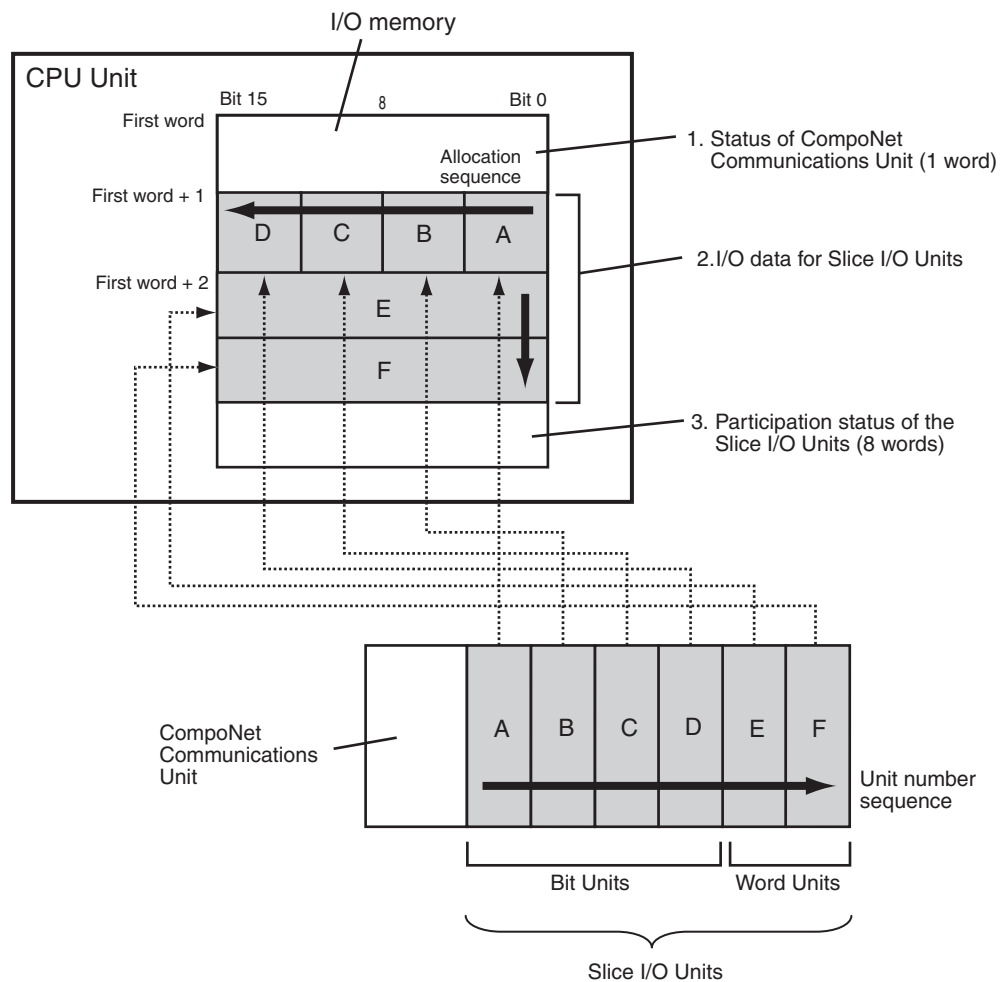 I/O memory
CPU Unit
Bit 15
8
Bit 0
First word
Allocation
sequence
1. Status of CompoNet
Communications Unit (1 word)
First word + 1
D
C
B
A
2.I/O data for Slice I/O Units
First word + 2
E
F
3. Participation status of the
Slice I/O Units (8 words)
CompoNet
Communications
Unit
A
B
C
D
E
F
Unit number
sequence
Bit Units
Word Units
Slice I/O Units